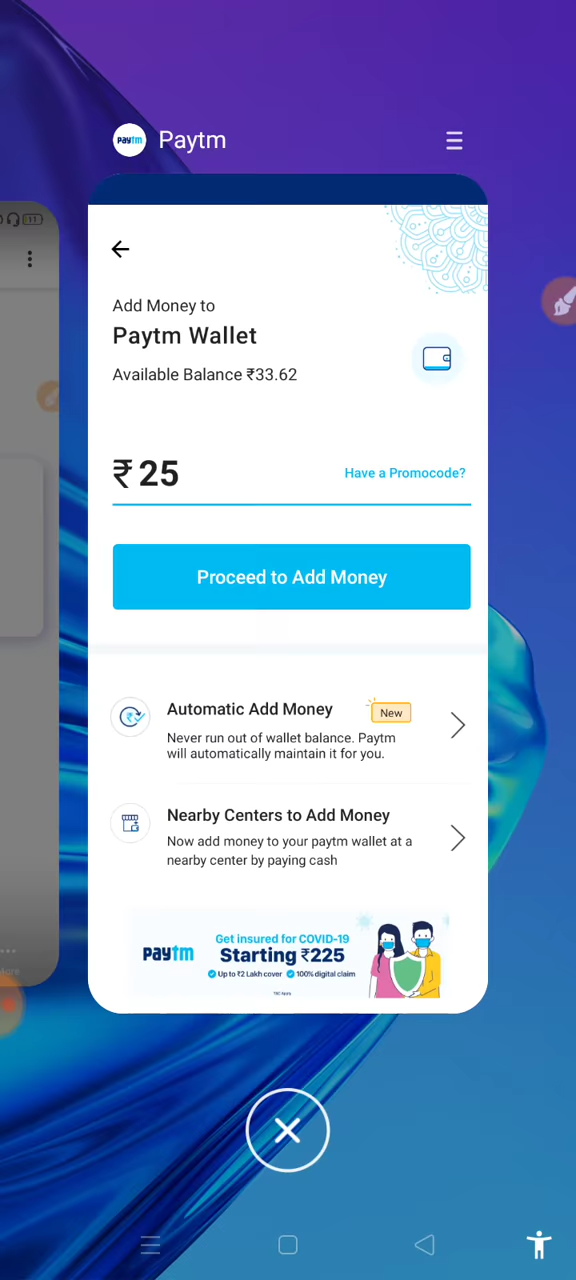 paytm Paytm
11
Add Money to
Paytm Wallet
Available Balance ₹33.62
₹25
Have a Promocode?
Proceed to Add Money
Automatic Add Money
New
Never run out of wallet balance. Paytm
will automatically maintain it for you.
Nearby Centers to Add Money
Now add money to your paytm wallet at a
nearby center by paying cash
paytm
Get insured for COVID-19
Starting ₹225
Up to ₹2 Lakh cover 100% digital claim